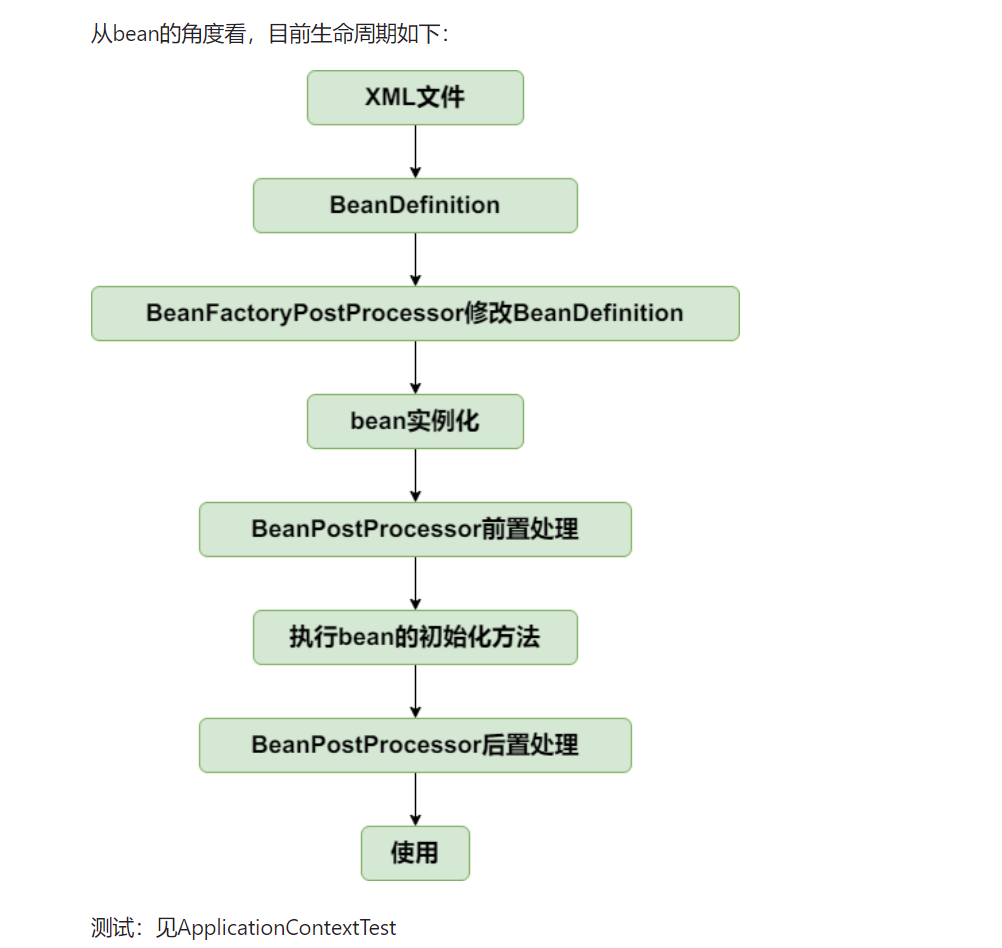 从bean的角度看，目前生命周期如下：
XML文件
BeanDefinition
BeanFactoryPostProcessor修改BeanDefinition
bean实例化
BeanPostProcessor前置处理
执行bean的初始化方法
BeanPostProcessor后置处理
使用
测试：见ApplicationContextTest